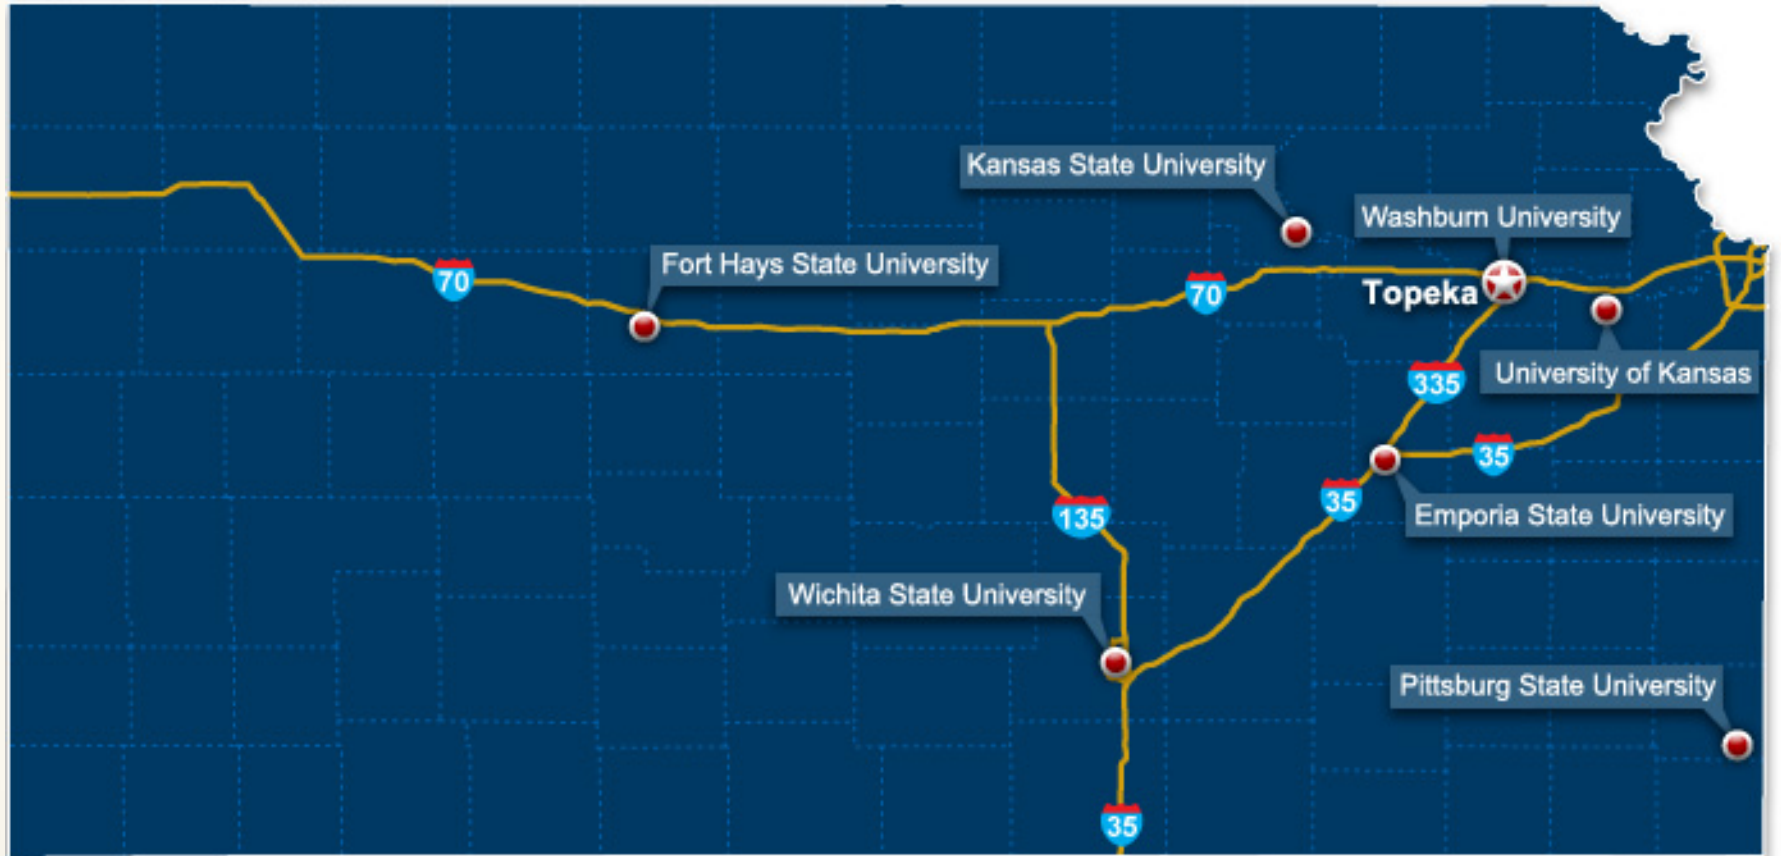 Kansas State University
Washburn University
Fort Hays State University
70
70
Topeka
335
University of Kansas
35
35
135
Emporia State University
Wichita State University
Pittsburg State University
35